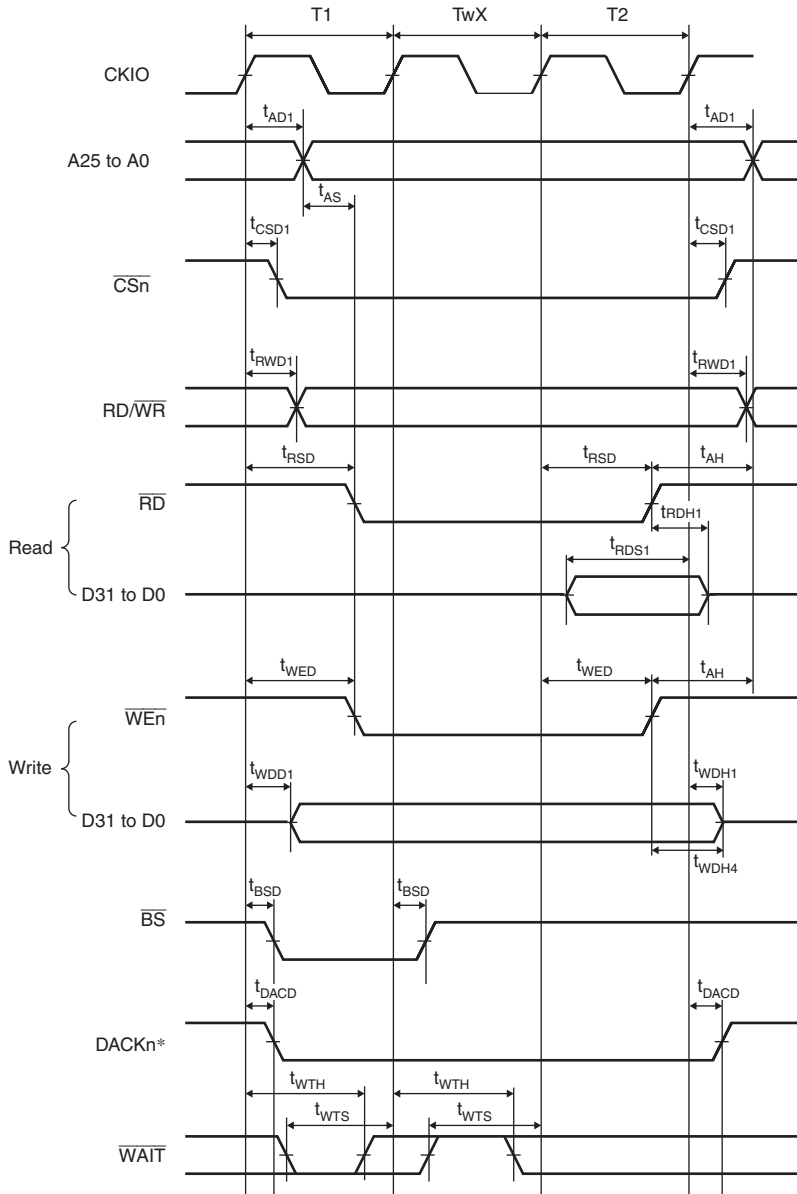 T1 TwX T2
CKIO
tAD1 tAD1
A25 to A0
tAS
tCSD1 tCSD1
CSn
tRWD1 tRWD1
RD/WR
tRSD tRSD tAH
RD
tRDH1
Read
tRDS1
D31 to D0
tWED tWED tAH
WEn
Write
tWDD1 tWDH1
D31 to D0
tWDH4
tBSD tBSD
BS
tDACD tDACD
DACKn*
tWTH tWTH
tWTS tWTS
WAIT